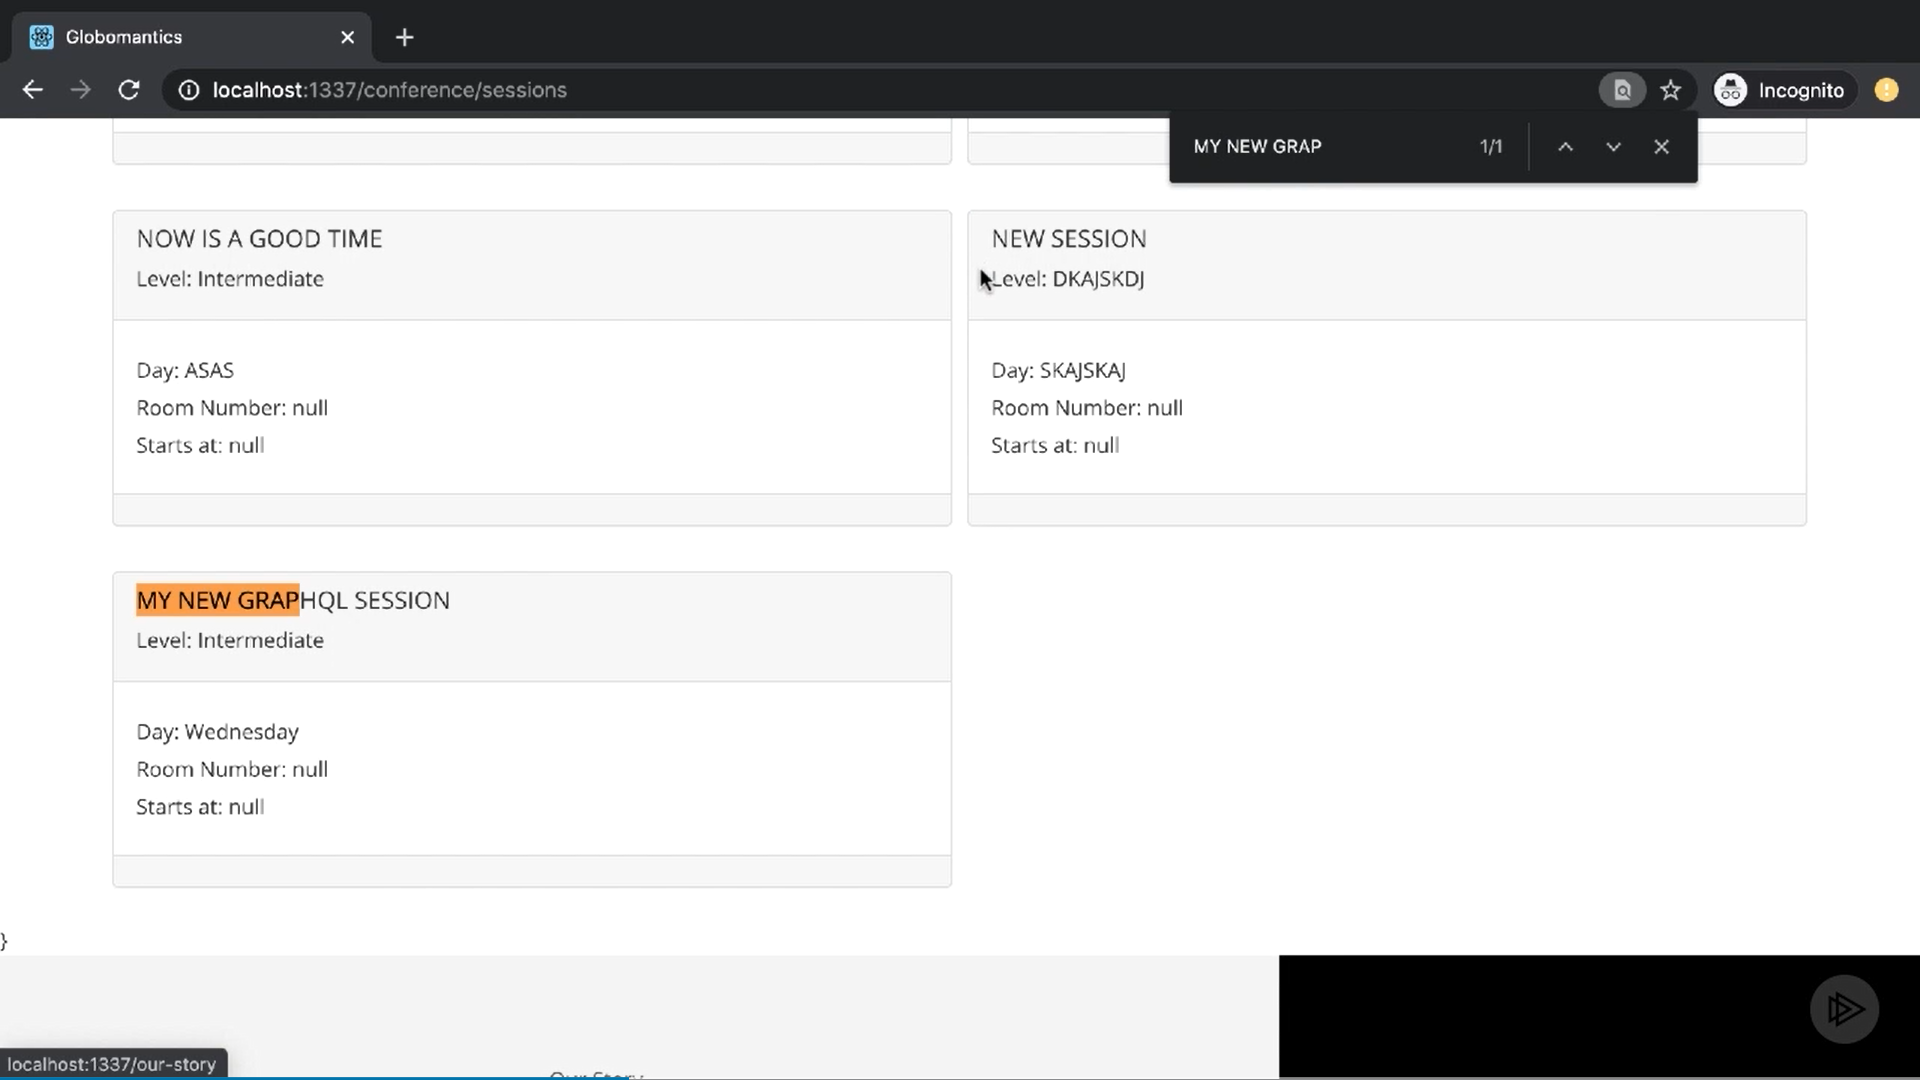 Globomantics
localhost:1337/conference/sessions
Incognito
MY NEW GRAP 1/1
NOW IS A GOOD TIME
Level: Intermediate
Day: ASAS
Room Number: null
Starts at: null
NEW SESSION
Level: DKAJSKDJ
Day: SKAJSKAJ
Room Number: null
Starts at: null
MY NEW GRAPHQL SESSION
Level: Intermediate
Day: Wednesday
Room Number: null
Starts at: null
}
Our Story
localhost:1337/our-story